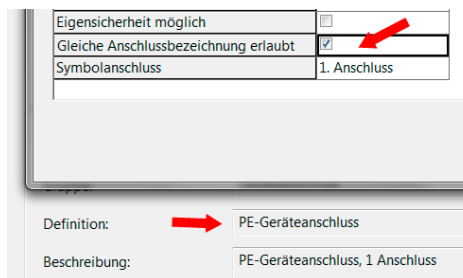 Eigensicherheit möglich
Gleiche Anschlussbezeichnung erlaubt
Symbolanschluss 1. Anschluss
Definition: PE-Geräteanschluss
Beschreibung: PE-Geräteanschluss, 1 Anschluss